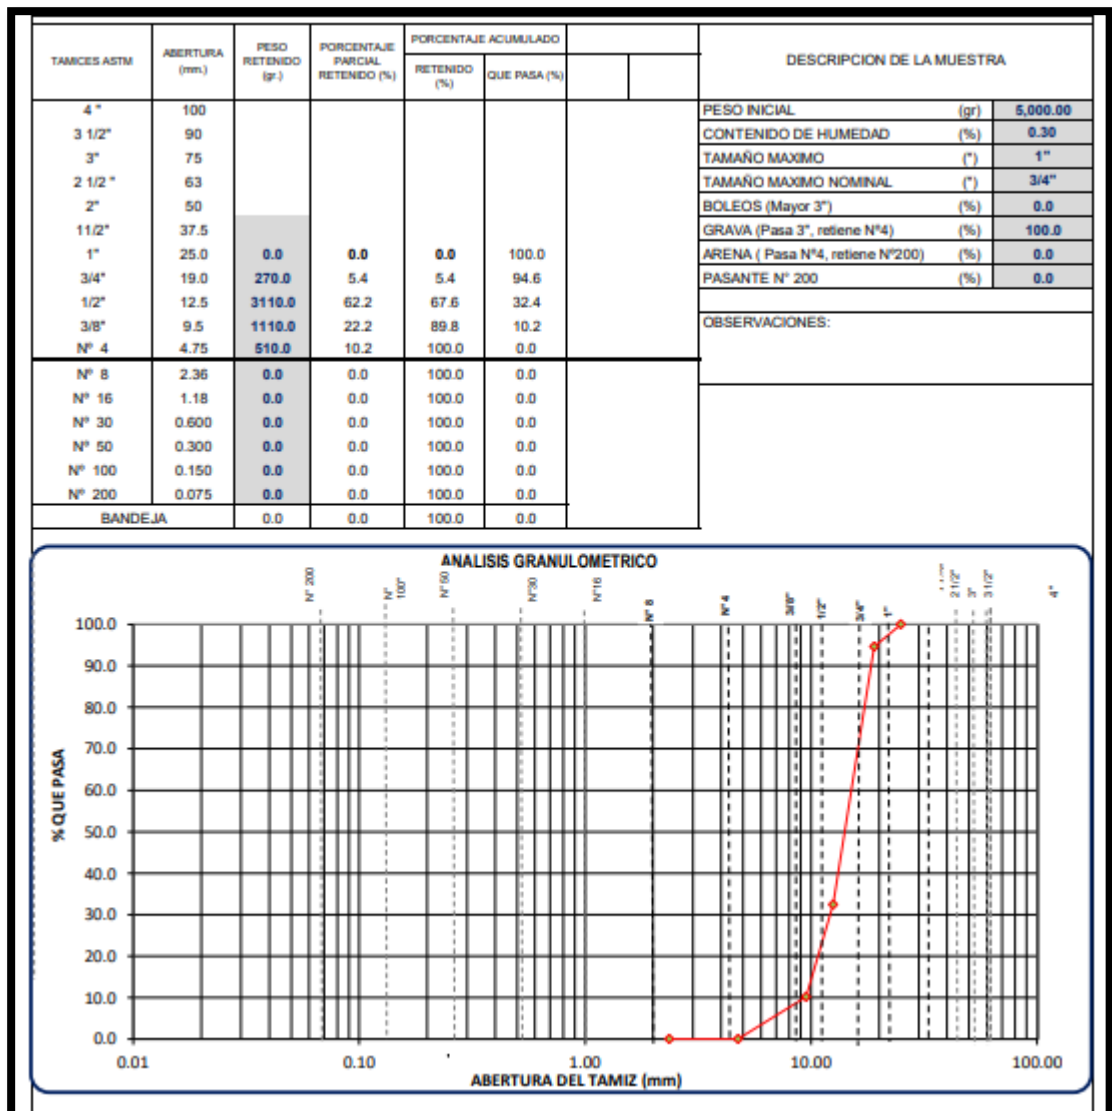 TAMICES ASTM ABERTURA (mm.) PESO RETENIDO (gr.) PORCENTAJE PARCIAL RETENIDO (%) PORCENTAJE ACUMULADO RETENIDO (%) QUE PASA (%) DESCRIPCION DE LA MUESTRA
4 " 100 PESO INICIAL (gr) 5,000.00
3 1/2" 90 CONTENIDO DE HUMEDAD (%) 0.30
3" 75 TAMAÑO MAXIMO (") 1"
2 1/2 " 63 TAMAÑO MAXIMO NOMINAL (") 3/4"
2" 50 BOLEOS (Mayor 3") (%) 0.0
11/2" 37.5 GRAVA (Pasa 3", retiene Nº4) (%) 100.0
1" 25.0 0.0 0.0 0.0 100.0 ARENA ( Pasa Nº4, retiene Nº200) (%) 0.0
3/4" 19.0 270.0 5.4 5.4 94.6 PASANTE N° 200 (%) 0.0
1/2" 12.5 3110.0 62.2 67.6 32.4
3/8" 9.5 1110.0 22.2 89.8 10.2 OBSERVACIONES:
Nº 4 4.75 510.0 10.2 100.0 0.0
Nº 8 2.36 0.0 0.0 100.0 0.0
Nº 16 1.18 0.0 0.0 100.0 0.0
Nº 30 0.600 0.0 0.0 100.0 0.0
Nº 50 0.300 0.0 0.0 100.0 0.0
Nº 100 0.150 0.0 0.0 100.0 0.0
Nº 200 0.075 0.0 0.0 100.0 0.0
BANDEJA 0.0 0.0 100.0 0.0
ANALISIS GRANULOMETRICO
N° 200 N° 100" N° 50 N°30 N°16 N° 8 N° 4 3/8" 1/2" 3/4" 1" 2 1/2" 3" 3 1/2" 4"
100.0
90.0
80.0
70.0
60.0
50.0
40.0
30.0
20.0
10.0
0.0
% QUE PASA
0.01 0.10 1.00 10.00 100.00
ABERTURA DEL TAMIZ (mm)